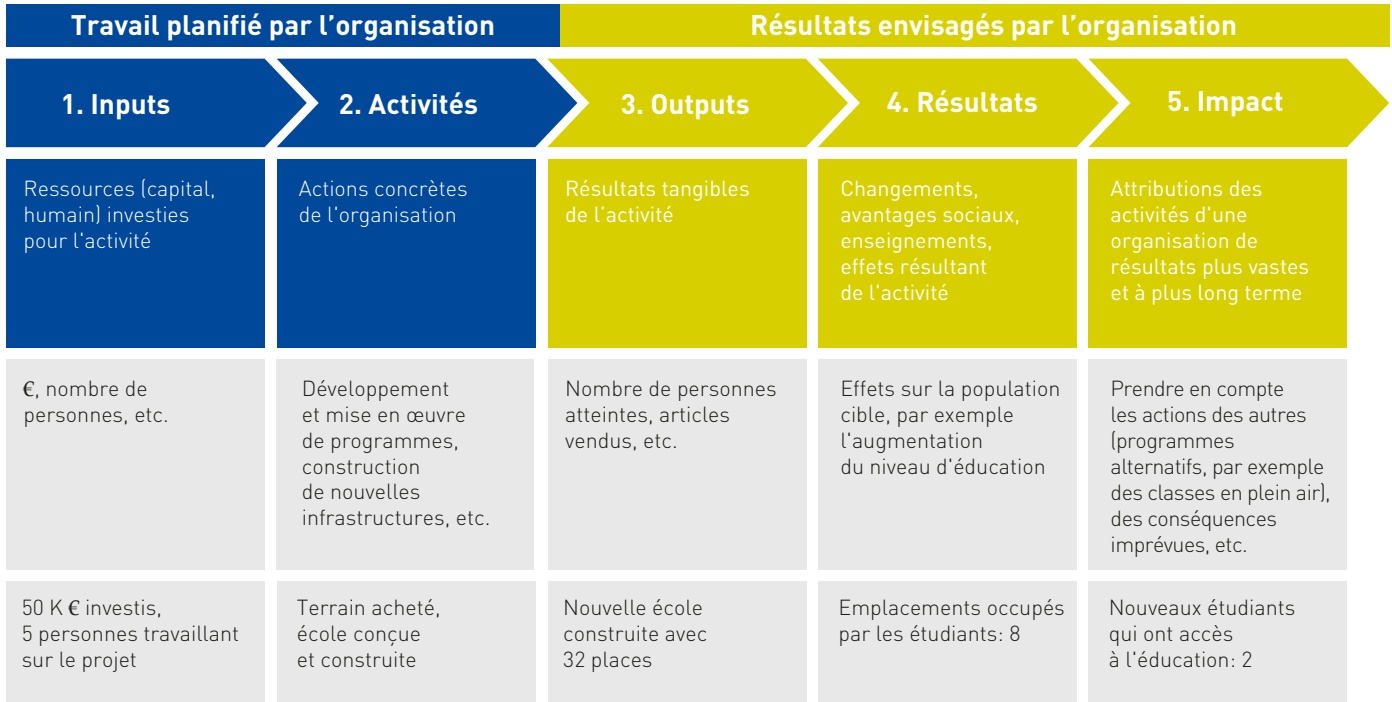 Travail planifié par l'organisation
Résultats envisagés par l'organisation
1. Inputs
2. Activités
3. Outputs
4. Résultats
5. Impact
Ressources (capital,
humain) investies
pour l'activité
Actions concrètes
de l'organisation
Résultats tangibles
de l'activité
Changements,
avantages sociaux,
enseignements,
effets résultant
de l'activité
Attributions des
activités d'une
organisation de
résultats plus vastes
et à plus long terme
€, nombre de
personnes, etc.
Développement
et mise en œuvre
de programmes,
construction
de nouvelles
infrastructures, etc.
Nombre de personnes
atteintes, articles
vendus, etc.
Effets sur la population
cible, par exemple
l'augmentation
du niveau d'éducation
Prendre en compte
les actions des autres
(programmes
alternatifs, par exemple
des classes en plein air),
des conséquences
imprévues, etc.
50 K € investis,
5 personnes travaillant
sur le projet
Terrain acheté,
école conçue
et construite
Nouvelle école
construite avec
32 places
Emplacements occupés
par les étudiants: 8
Nouveaux étudiants
qui ont accès
à l'éducation: 2